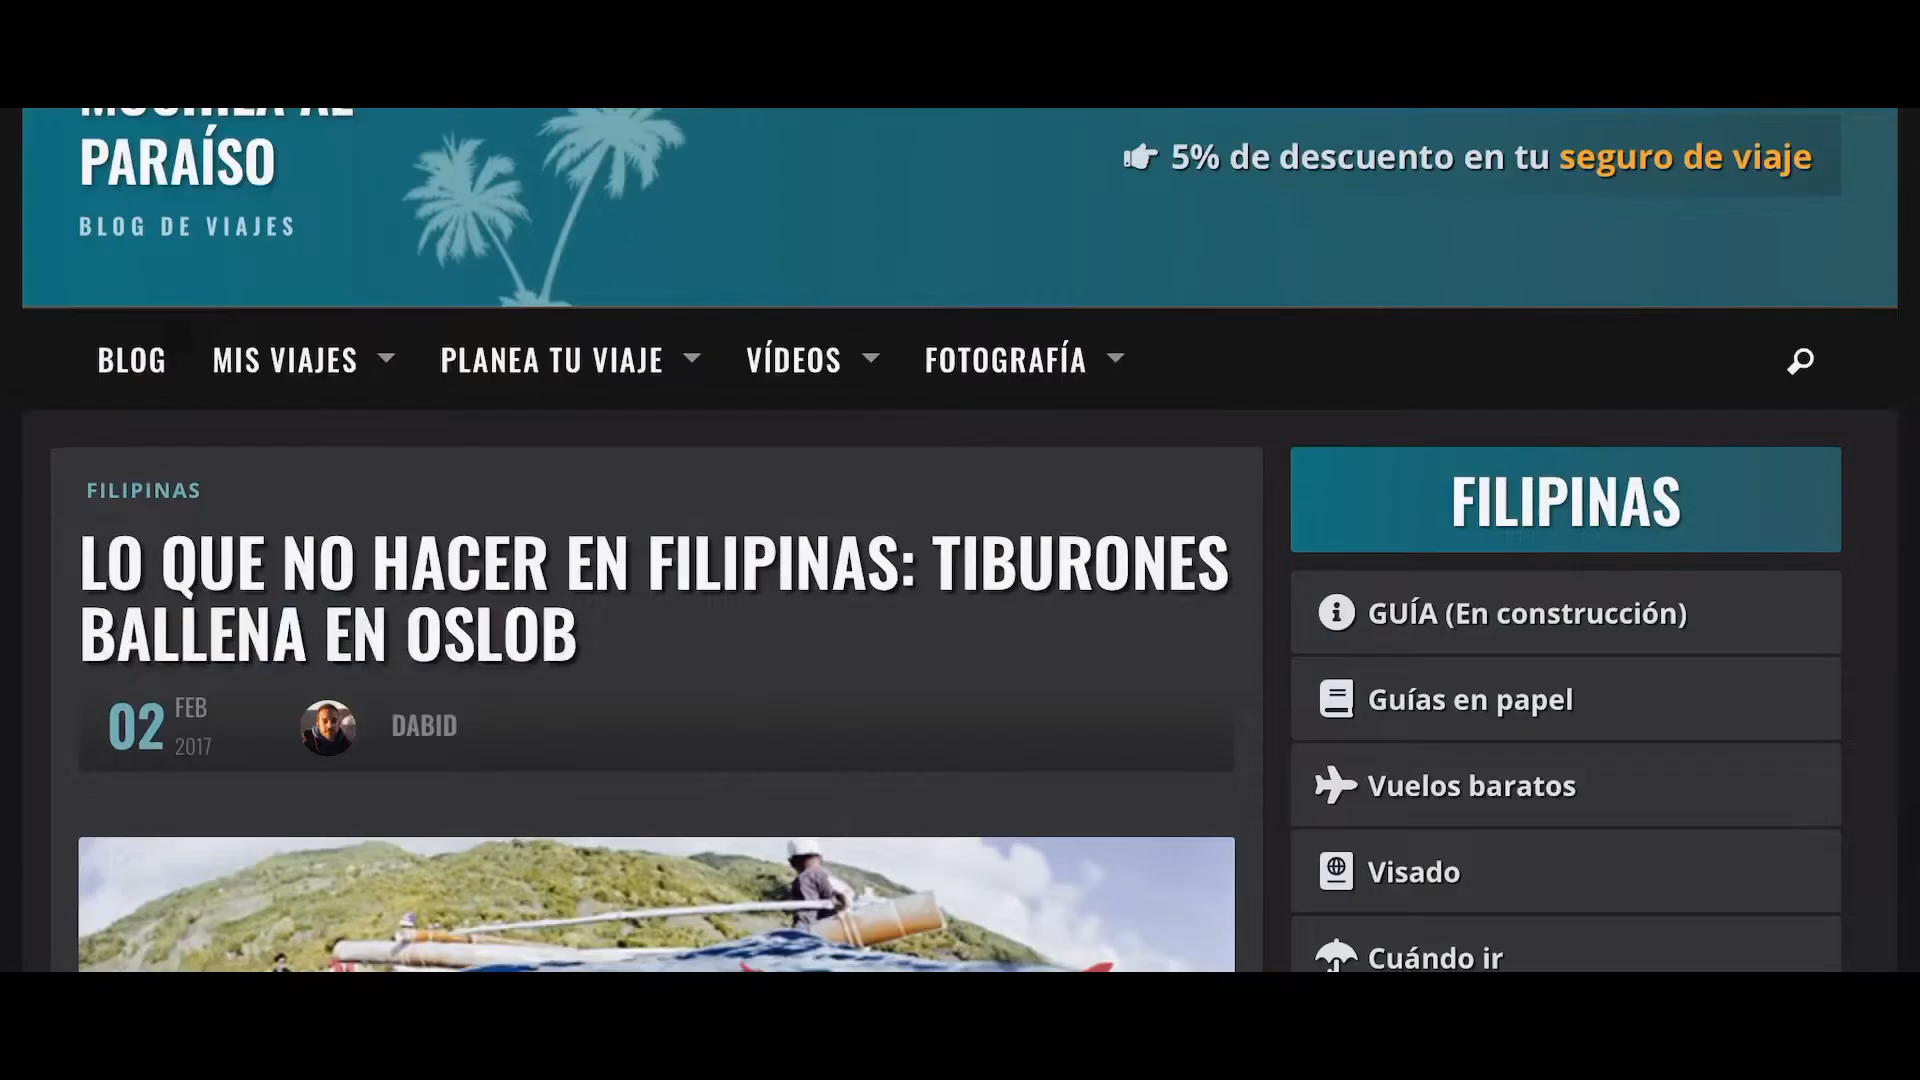 PARAÍSO
BLOG DE VIAJES
5% de descuento en tu seguro de viaje
BLOG
MIS VIAJES
PLANEA TU VIAJE
VÍDEOS
FOTOGRAFÍA
FILIPINAS
LO QUE NO HACER EN FILIPINAS: TIBURONES
BALLENA EN OSLOB
02 FEB
2017
DABID
FILIPINAS
GUÍA (En construcción)
Guías en papel
Vuelos baratos
Visado
Cuándo ir